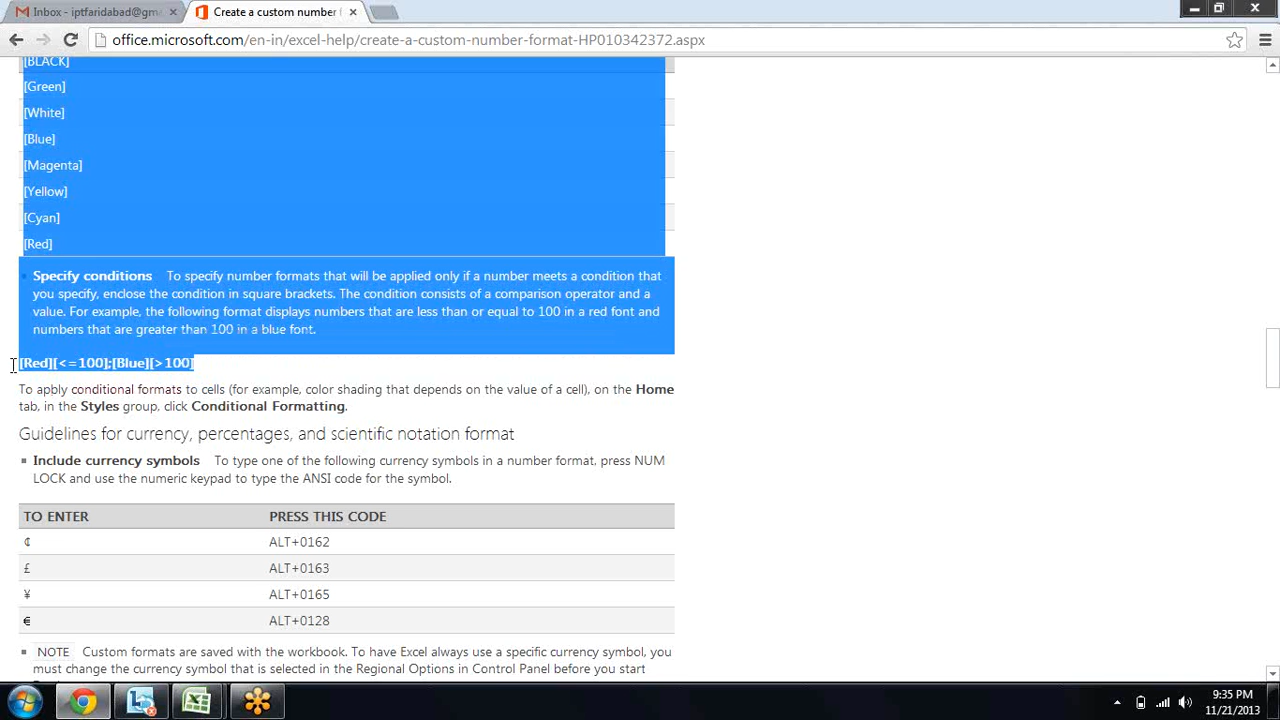 Inbox - iptfaridabad@gm
Create a custom number f
office.microsoft.com/en-in/excel-help/create-a-custom-number-format-HP010342372.aspx
[BLACK]
[Green]
[White]
[Blue]
[Magenta]
[Yellow]
[Cyan]
[Red]
Specify conditions To specify number formats that will be applied only if a number meets a condition that
you specify, enclose the condition in square brackets. The condition consists of a comparison operator and a
value. For example, the following format displays numbers that are less than or equal to 100 in a red font and
numbers that are greater than 100 in a blue font.
[Red][<=100];[Blue][>100]
To apply conditional formats to cells (for example, color shading that depends on the value of a cell), on the Home
tab, in the Styles group, click Conditional Formatting.
Guidelines for currency, percentages, and scientific notation format
Include currency symbols To type one of the following currency symbols in a number format, press NUM
LOCK and use the numeric keypad to type the ANSI code for the symbol.
TO ENTER PRESS THIS CODE
¢ ALT+0162
£ ALT+0163
¥ ALT+0165
€ ALT+0128
NOTE Custom formats are saved with the workbook. To have Excel always use a specific currency symbol, you
must change the currency symbol that is selected in the Regional Options in Control Panel before you start
9:35 PM
11/21/2013